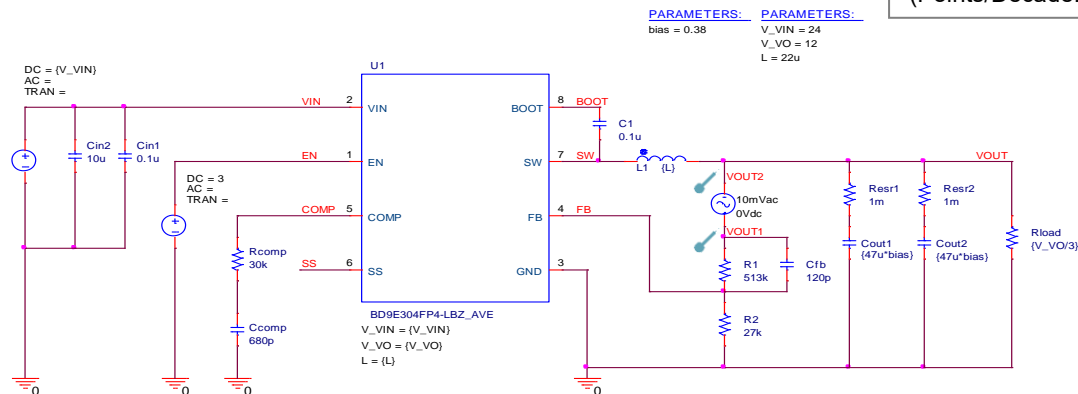 (Points/Decade)
PARAMETERS:
bias = 0.38
PARAMETERS:
V_VIN = 24
V_VO = 12
L = 22u
DC = {V_VIN}
AC =
TRAN =
Cin2
10u
Cin1
0.1u
DC = 3
AC =
TRAN =
VIN
EN
COMP
SS
Rcomp
30k
Ccomp
680p
0
0
0
U1
2
VIN
1
EN
5
COMP
6
SS
BOOT
8
SW
7
FB
4
GND
3
BD9E304FP4-LBZ_AVE
V_VIN = {V_VIN}
V_VO = {V_VO}
L = {L}
BOOT
C1
0.1u
SW
L1
{L}
FB
VOUT2
10mVac
0Vdc
VOUT1
R1
513k
Cfb
120p
R2
27k
0
VOUT
Resr1
1m
Resr2
1m
Cout1
{47u*bias}
Cout2
{47u*bias}
Rload
{V_VO/3}